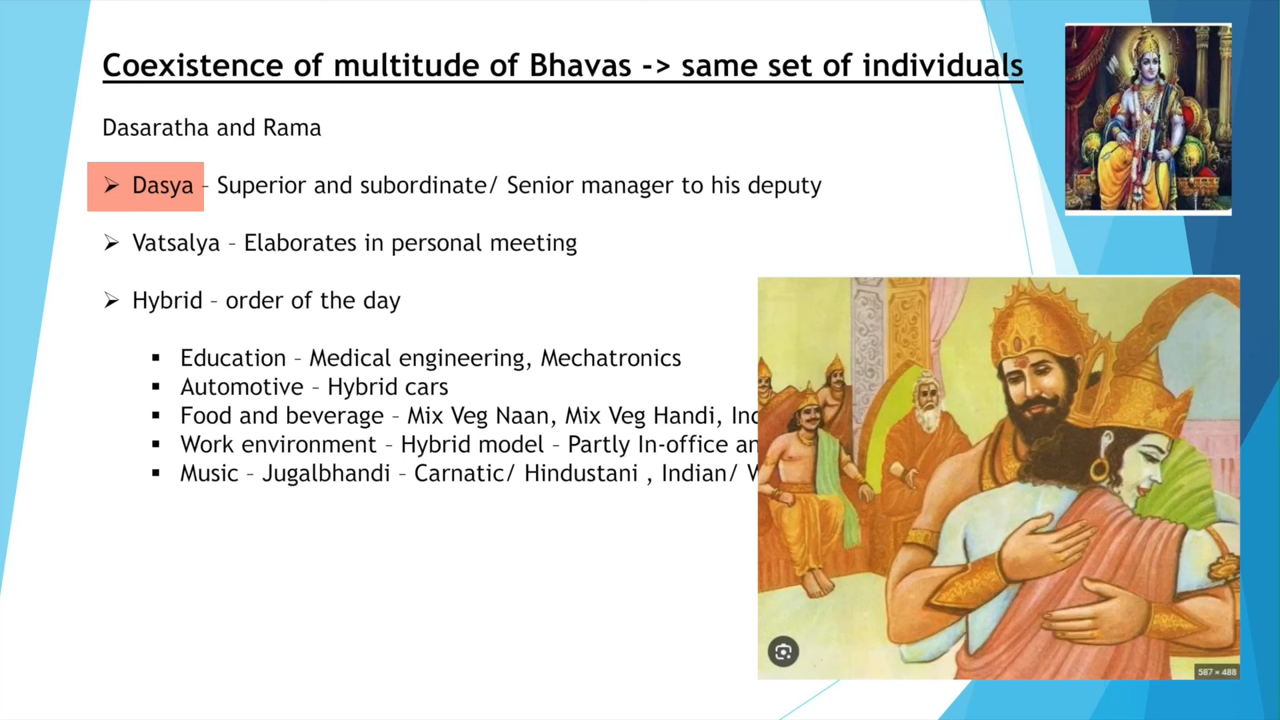 Coexistence of multitude of Bhavas -> same set of individuals
Dasaratha and Rama
➢ Dasya – Superior and subordinate/ Senior manager to his deputy
➢ Vatsalya – Elaborates in personal meeting
➢ Hybrid – order of the day
▪ Education – Medical engineering, Mechatronics
▪ Automotive – Hybrid cars
▪ Food and beverage – Mix Veg Naan, Mix Veg Handi,
▪ Work environment – Hybrid model – Partly In-office
▪ Music – Jugalbhandi – Carnatic/ Hindustani , Indian/
587 × 488